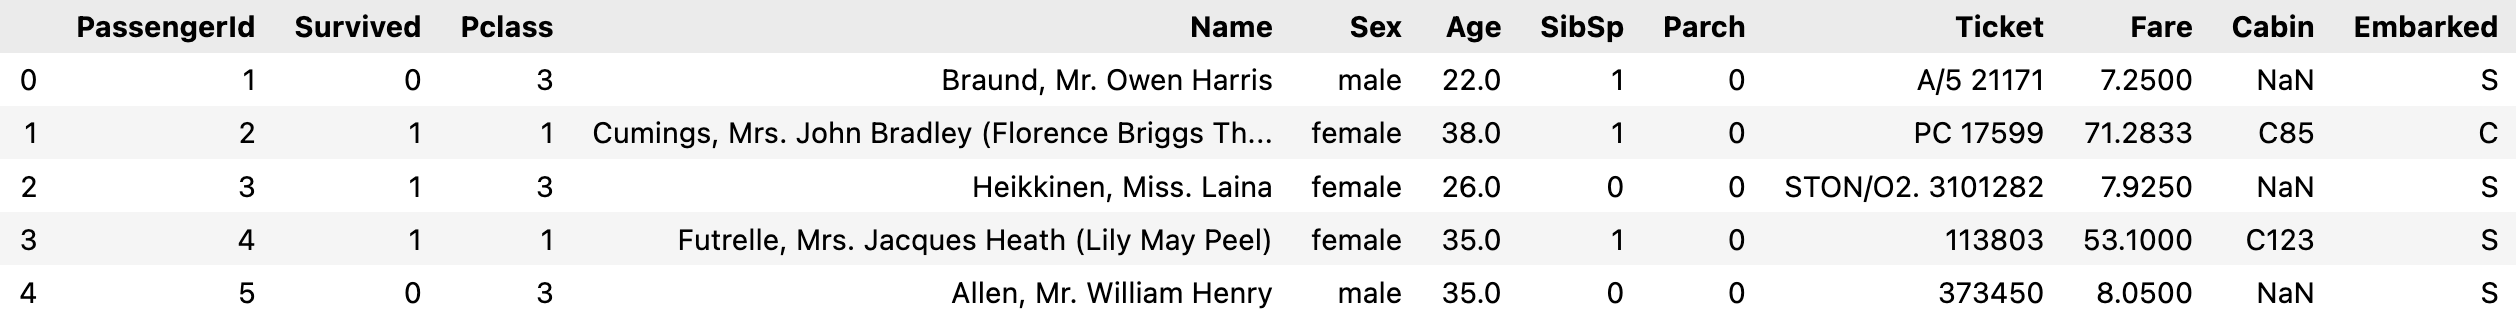 PassengerId Survived Pclass Name Sex Age SibSp Parch Ticket Fare Cabin Embarked
0 1 0 3 Braund, Mr. Owen Harris male 22.0 1 0 A/5 21171 7.2500 NaN S
1 2 1 1 Cumings, Mrs. John Bradley (Florence Briggs Th... female 38.0 1 0 PC 17599 71.2833 C85 C
2 3 1 3 Heikkinen, Miss. Laina female 26.0 0 0 STON/O2. 3101282 7.9250 NaN S
3 4 1 1 Futrelle, Mrs. Jacques Heath (Lily May Peel) female 35.0 1 0 113803 53.1000 C123 S
4 5 0 3 Allen, Mr. William Henry male 35.0 0 0 373450 8.0500 NaN S